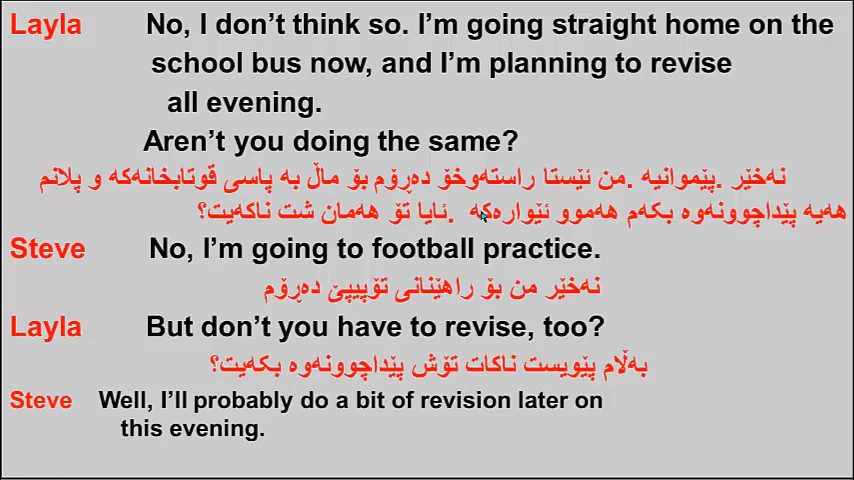 Layla No, I don't think so. I'm going straight home on the
school bus now, and I'm planning to revise
all evening.
Aren't you doing the same?
نەخێر .پێموانیە .من ئێستا راستەوخۆ دەڕۆم بۆ ماڵ بە پاسی قوتابخانەکە و پلانم
هەیە پێداچوونەوە بکەم هەموو ئێوارەکە .ئایا تۆ هەمان شت ناکەیت؟
Steve No, I'm going to football practice.
نەخێر من بۆ راهێنانی تۆپیپێ دەڕۆم
Layla But don't you have to revise, too?
بەڵام پێویست ناکات تۆش پێداچوونەوە بکەیت؟
Steve Well, I'll probably do a bit of revision later on
this evening.